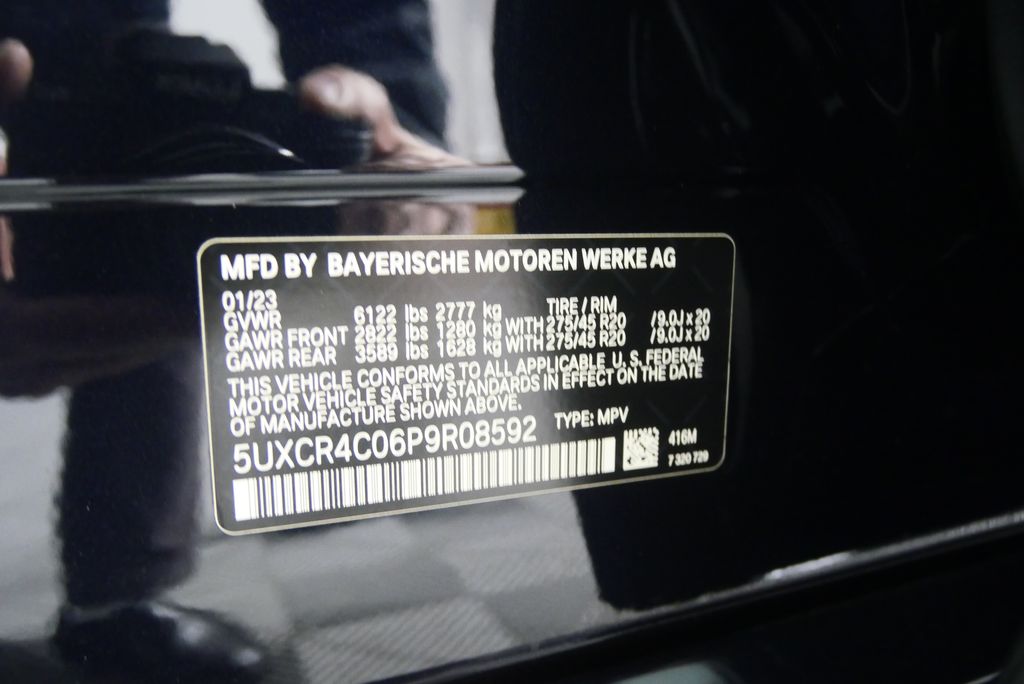 MFD BY BAYERISCHE MOTOREN WERKE AG
01/23 TIRE / RIM
GVWR 6122 lbs 2777 kg
GAWR FRONT 2822 lbs 1280 kg WITH 275/45 R20 /9.0J x 20
GAWR REAR 3589 lbs 1628 kg WITH 275/45 R20 /9.0J x 20
THIS VEHICLE CONFORMS TO ALL APPLICABLE U. S. FEDERAL
MOTOR VEHICLE SAFETY STANDARDS IN EFFECT ON THE DATE
OF MANUFACTURE SHOWN ABOVE.
TYPE: MPV
5UXCR4C06P9R08592
416M
7 320 729